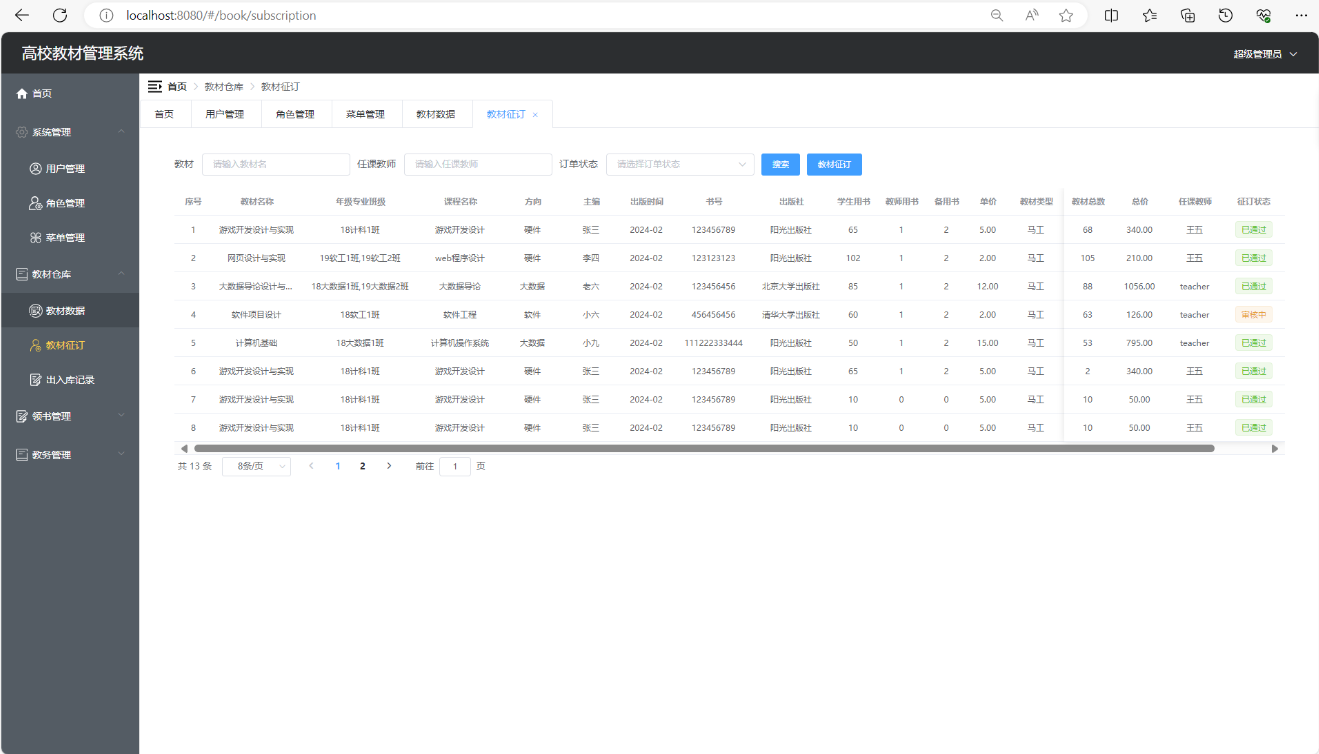 localhost:8080/#/book/subscription
高校教材管理系统
超级管理员
首页
系统管理
用户管理
角色管理
菜单管理
教材仓库
教材数据
教材征订
出入库记录
领书管理
教务管理
首页 > 教材仓库 > 教材征订
首页 用户管理 角色管理 菜单管理 教材数据 教材征订 ×
教材 请输入教材名 任课教师 请输入任课教师 订单状态 请选择订单状态 搜索 教材征订
序号 教材名称 年级专业班级 课程名称 方向 主编 出版时间 书号 出版社 学生用书 教师用书 备用书 单价 教材类型 教材总数 总价 任课教师 征订状态
1 游戏开发设计与实现 18计科1班 游戏开发设计 硬件 张三 2024-02 123456789 阳光出版社 65 1 2 5.00 马工 68 340.00 王五 已通过
2 网页设计与实现 19软工1班,19软工2班 web程序设计 硬件 李四 2024-02 123123123 阳光出版社 102 1 2 2.00 马工 105 210.00 王五 已通过
3 大数据导论设计与... 18大数据1班,19大数据2班 大数据导论 大数据 老六 2024-02 123456456 北京大学出版社 85 1 2 12.00 马工 88 1056.00 teacher 已通过
4 软件项目设计 18软工1班 软件工程 软件 小六 2024-02 456456456 清华大学出版社 60 1 2 2.00 马工 63 126.00 teacher 审核中
5 计算机基础 18大数据1班 计算机操作系统 大数据 小九 2024-02 111222333444 阳光出版社 50 1 2 15.00 马工 53 795.00 teacher 已通过
6 游戏开发设计与实现 18计科1班 游戏开发设计 硬件 张三 2024-02 123456789 阳光出版社 65 1 2 5.00 马工 2 340.00 王五 已通过
7 游戏开发设计与实现 18计科1班 游戏开发设计 硬件 张三 2024-02 123456789 阳光出版社 10 0 0 5.00 马工 10 50.00 王五 已通过
8 游戏开发设计与实现 18计科1班 游戏开发设计 硬件 张三 2024-02 123456789 阳光出版社 10 0 0 5.00 马工 10 50.00 王五 已通过
共 13 条 8条/页 < 1 2 > 前往 1 页